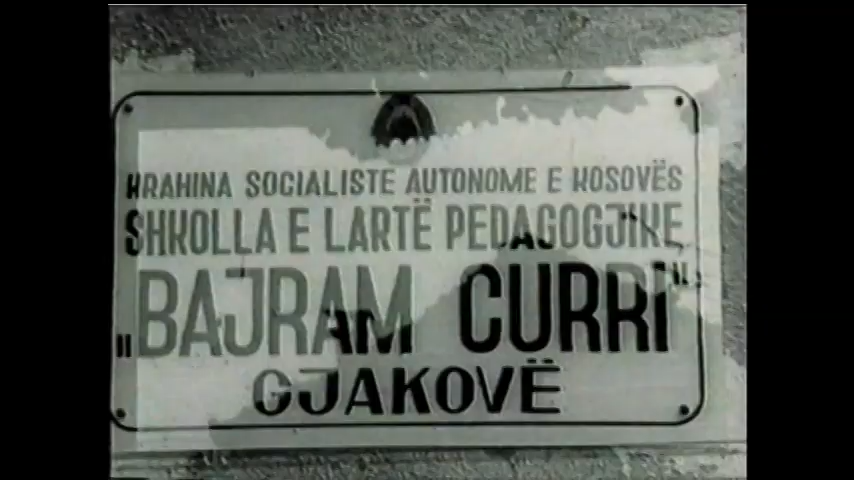 KRAHINA SOCIALISTE AUTONOME E KOSOVËS
SHKOLLA E LARTË PEDAGOGJIKE
„BAJRAM CURRI"
GJAKOVË